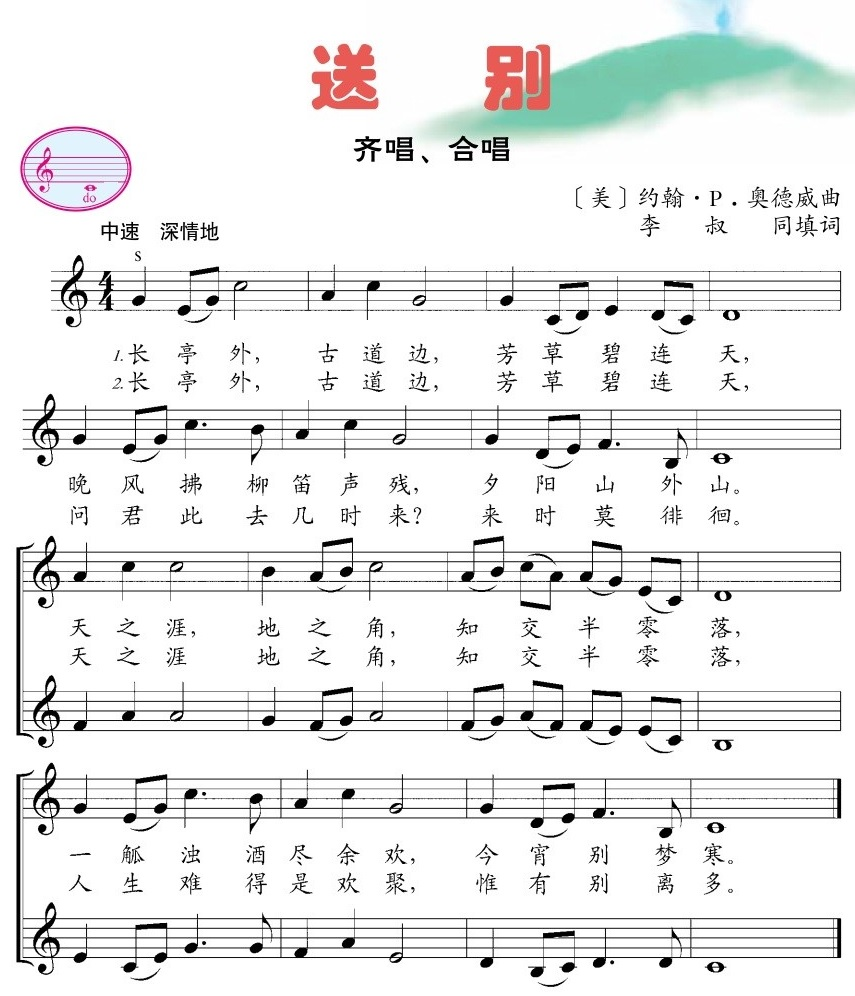 送 别
齐唱、合唱
do
〔美〕约翰·P.奥德威曲
李叔同填词
中速 深情地
s
4
4
1.长亭外, 古道边, 芳草碧连天,
2.长亭外, 古道边, 芳草碧连天,
晚风拂柳笛声残, 夕阳山外山。
问君此去几时来? 来时莫徘徊。
天之涯, 地之角, 知交半零落,
天之涯 地之角, 知交半零落,
一觚浊酒尽余欢, 今宵别梦寒。
人生难得是欢聚, 惟有别离多。